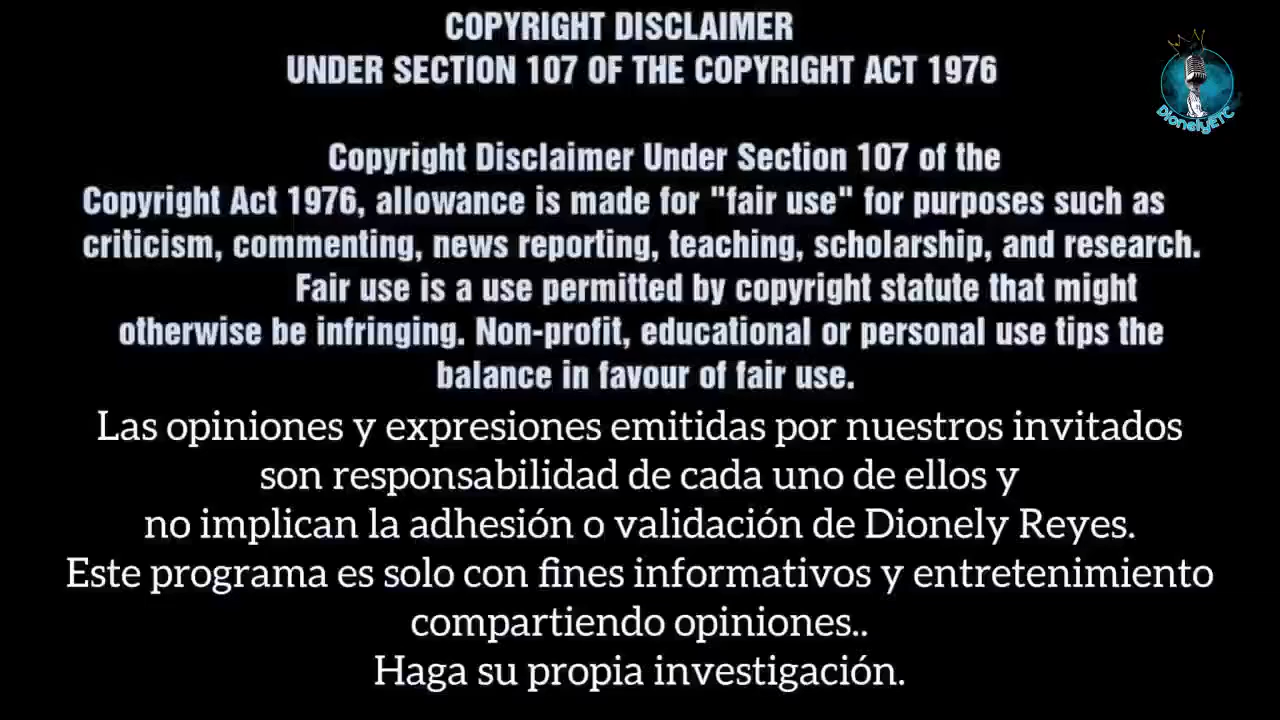 COPYRIGHT DISCLAIMER
UNDER SECTION 107 OF THE COPYRIGHT ACT 1976
DionelyETC
Copyright Disclaimer Under Section 107 of the
Copyright Act 1976, allowance is made for "fair use" for purposes such as
criticism, commenting, news reporting, teaching, scholarship, and research.
Fair use is a use permitted by copyright statute that might
otherwise be infringing. Non-profit, educational or personal use tips the
balance in favour of fair use.
Las opiniones y expresiones emitidas por nuestros invitados
son responsabilidad de cada uno de ellos y
no implican la adhesión o validación de Dionely Reyes.
Este programa es solo con fines informativos y entretenimiento
compartiendo opiniones..
Haga su propia investigación.